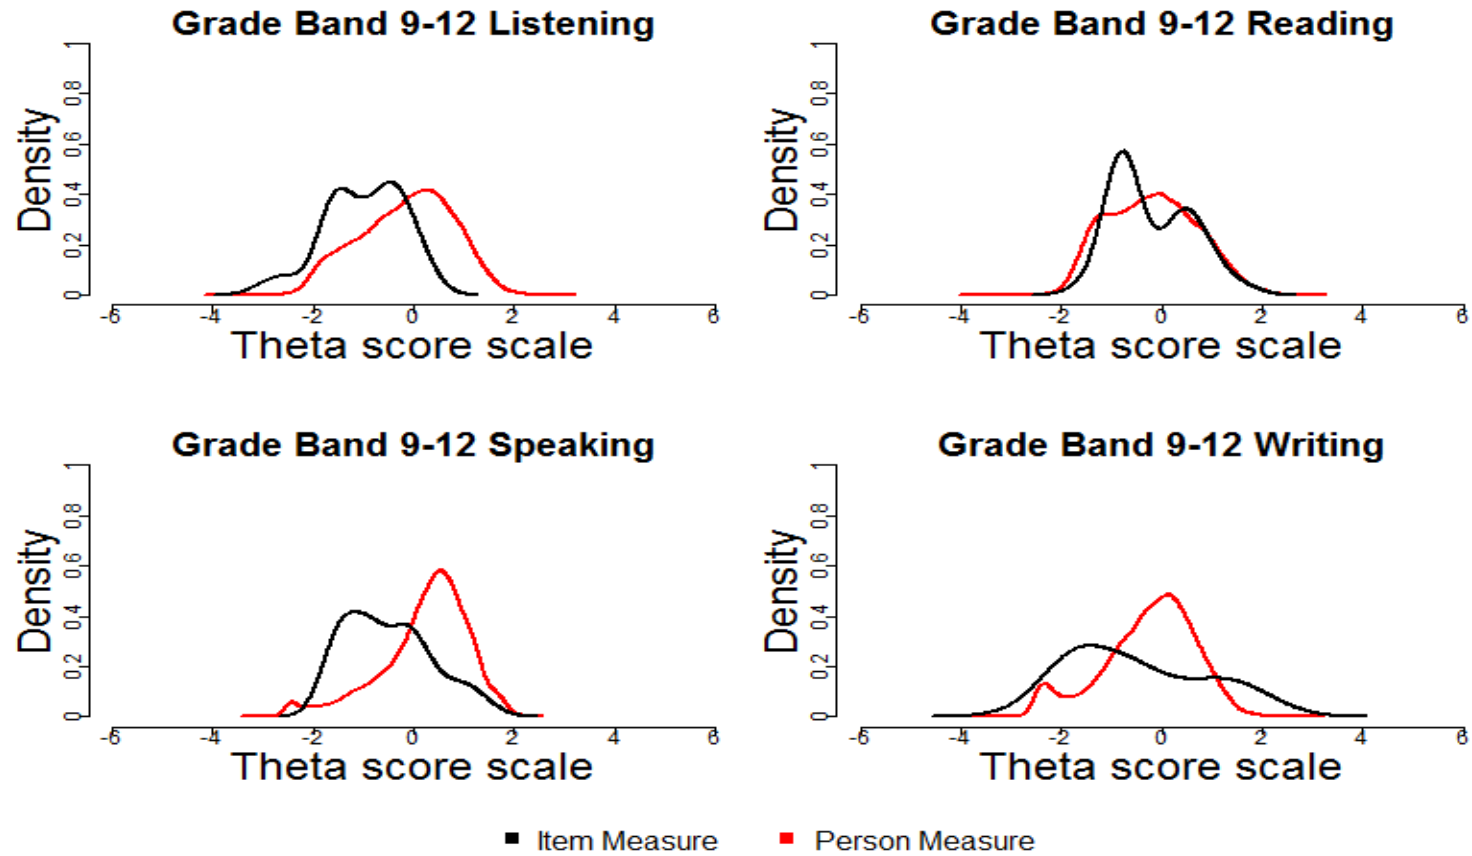 Grade Band 9-12 Listening
Density
0 0.2 0.4 0.6 0.8 1
-6 -4 -2 0 2 4 6
Theta score scale
Grade Band 9-12 Reading
Density
0 0.2 0.4 0.6 0.8 1
-6 -4 -2 0 2 4 6
Theta score scale
Grade Band 9-12 Speaking
Density
0 0.2 0.4 0.6 0.8 1
-6 -4 -2 0 2 4 6
Theta score scale
Grade Band 9-12 Writing
Density
0 0.2 0.4 0.6 0.8 1
-6 -4 -2 0 2 4 6
Theta score scale
Item Measure Person Measure